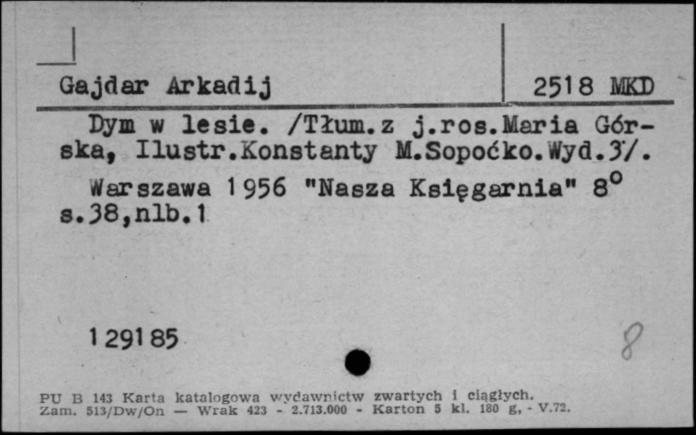 Gajdar Arkadij
2518 MKD
Dym w lesie. /Tłum.z j.ros.Maria Gór-
ska, Ilustr.Konstanty M.Sopoćko.Wyd.3/.
Warszawa 1956 "Nasza Księgarnia" 8°
s.38,nlb.1
129185
8
PU B 143 Karta katalogowa wydawnictw zwartych i ciągłych.
Zam. 513/Dw/On — Wrak 423 - 2.713.000 - Karton 5 kl. 180 g, - V.72.